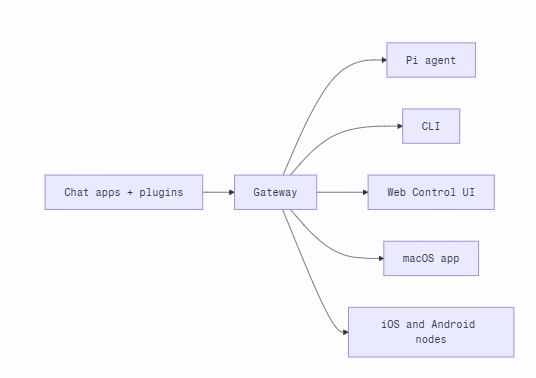 Pi agent
CLI
Chat apps + plugins
Gateway
Web Control UI
macOS app
iOS and Android
nodes